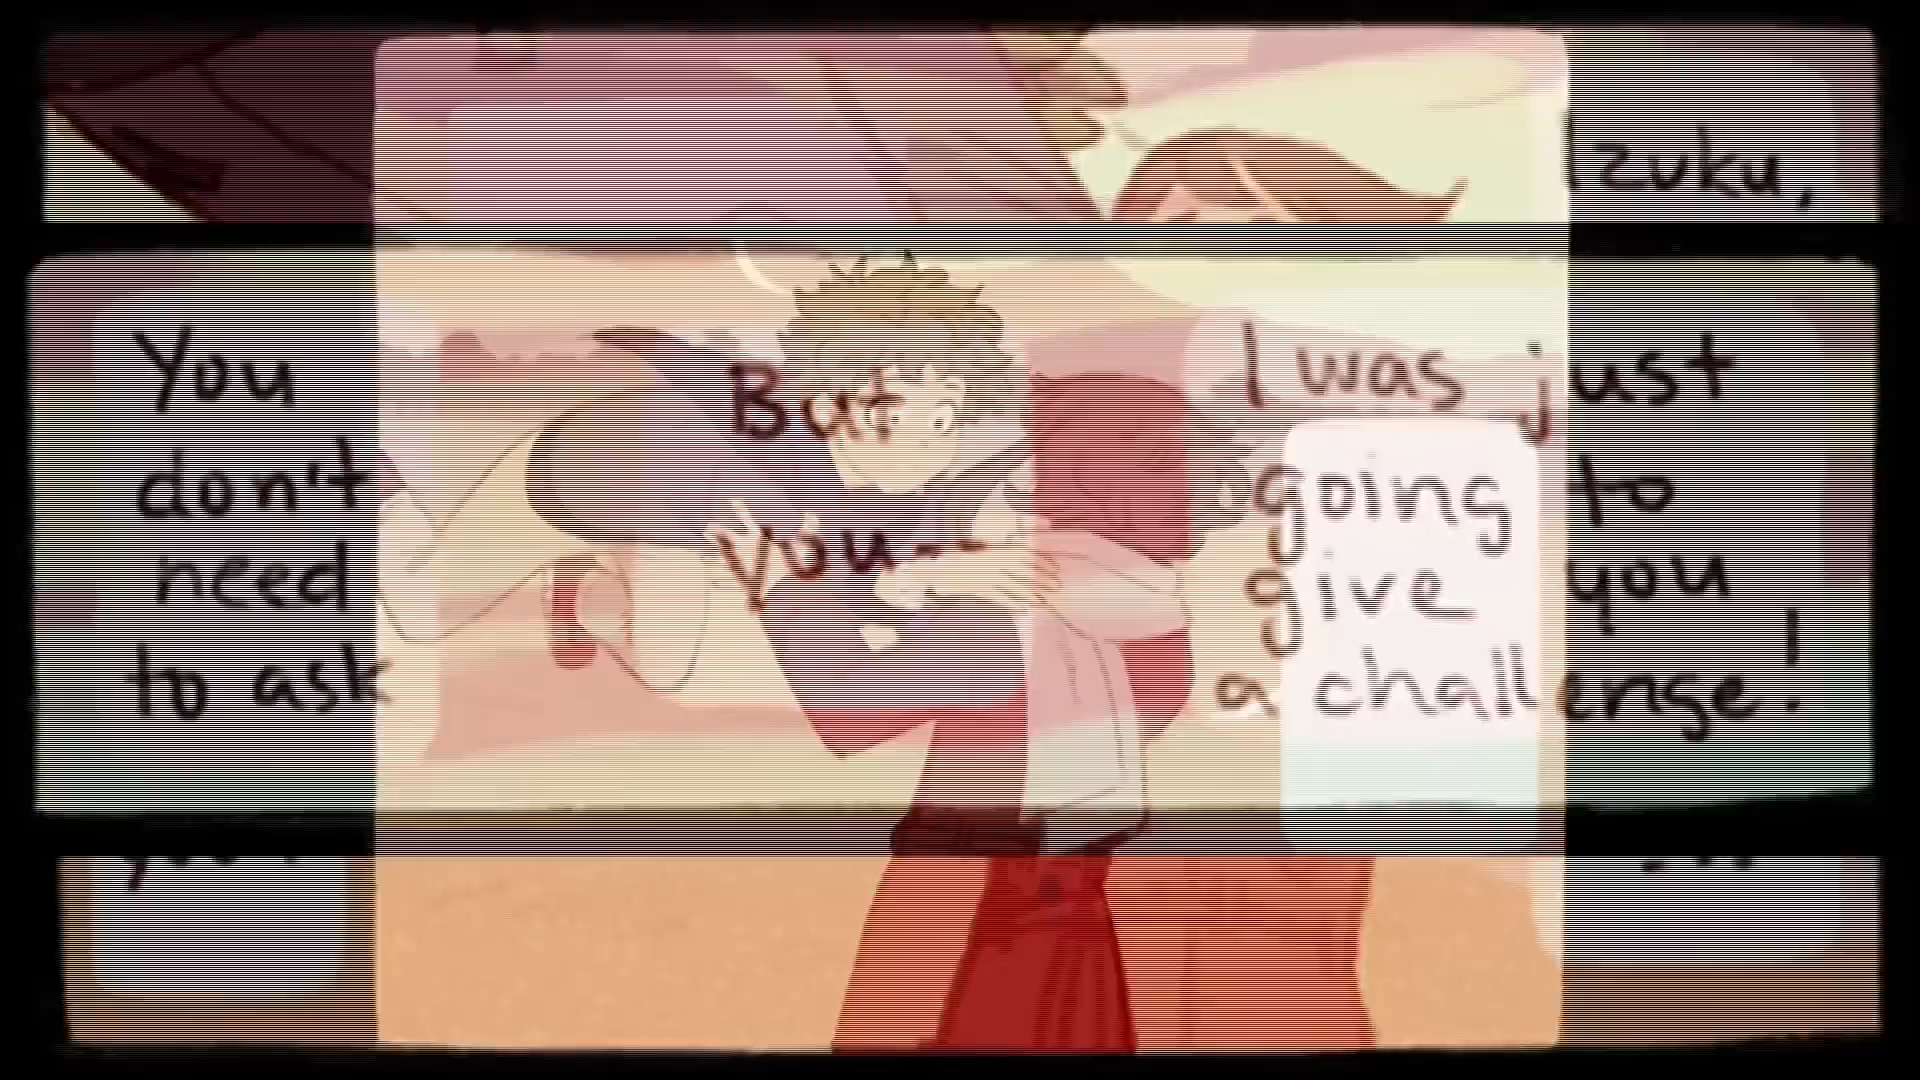 Izuku,
You
don't
need
to ask
But
you--
I was just
going to
give you
a challenge!